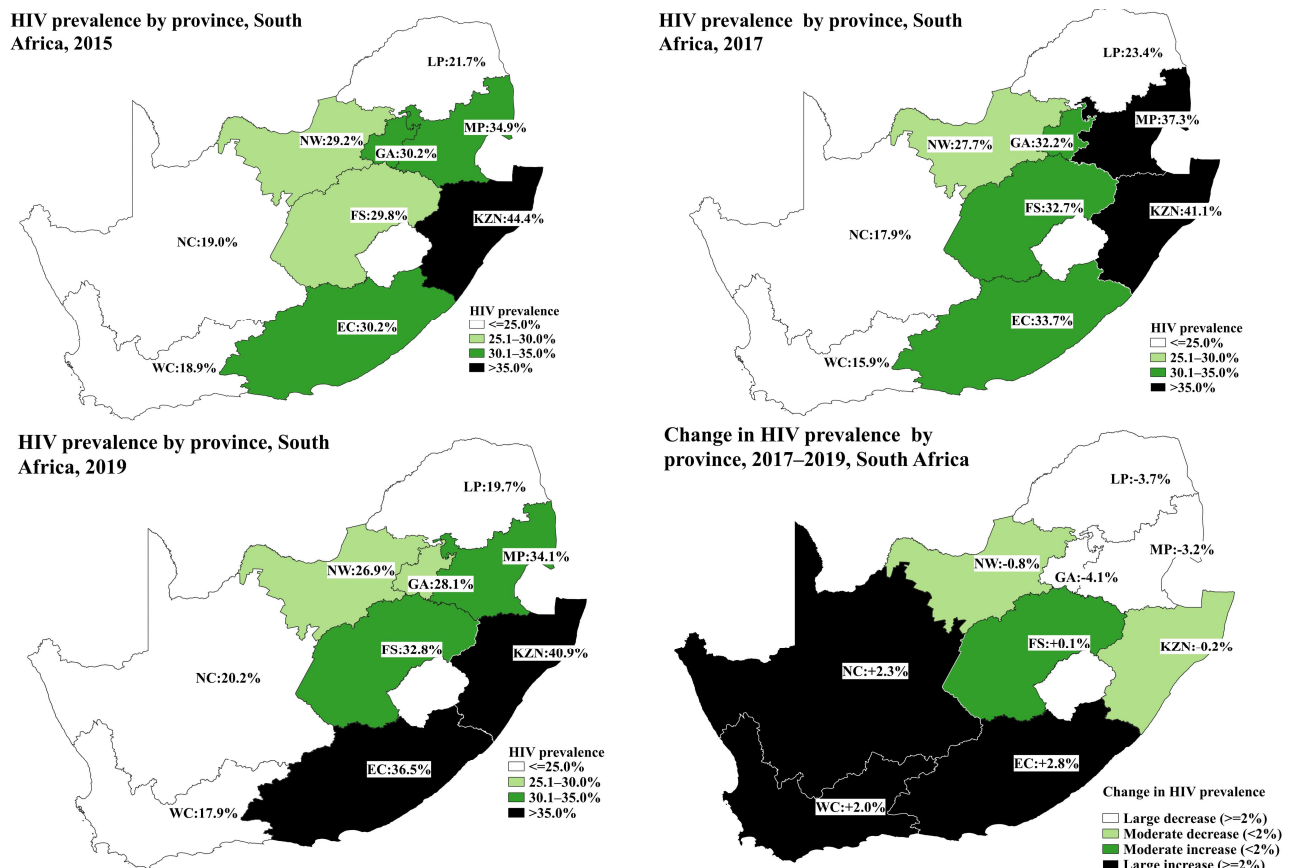 HIV prevalence by province, South
Africa, 2015
LP:21.7%
MP:34.9%
NW:29.2%
GA:30.2%
FS:29.8%
KZN:44.4%
NC:19.0%
EC:30.2%
WC:18.9%
HIV prevalence
<=25.0%
25.1–30.0%
30.1–35.0%
>35.0%
HIV prevalence by province, South
Africa, 2017
LP:23.4%
MP:37.3%
NW:27.7%
GA:32.2%
FS:32.7%
KZN:41.1%
NC:17.9%
EC:33.7%
WC:15.9%
HIV prevalence
<=25.0%
25.1–30.0%
30.1–35.0%
>35.0%
HIV prevalence by province, South
Africa, 2019
LP:19.7%
MP:34.1%
NW:26.9%
GA:28.1%
FS:32.8%
KZN:40.9%
NC:20.2%
EC:36.5%
WC:17.9%
HIV prevalence
<=25.0%
25.1–30.0%
30.1–35.0%
>35.0%
Change in HIV prevalence by
province, 2017–2019, South Africa
LP:-3.7%
MP:-3.2%
NW:-0.8%
GA:-4.1%
FS:+0.1%
KZN:-0.2%
NC:+2.3%
EC:+2.8%
WC:+2.0%
Change in HIV prevalence
Large decrease (>=2%)
Moderate decrease (<2%)
Moderate increase (<2%)
Large increase (>=2%)